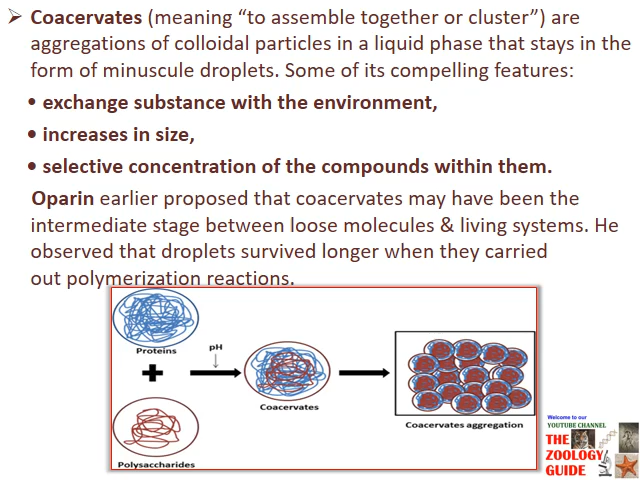 ➢ Coacervates (meaning “to assemble together or cluster”) are
aggregations of colloidal particles in a liquid phase that stays in the
form of minuscule droplets. Some of its compelling features:
• exchange substance with the environment,
• increases in size,
• selective concentration of the compounds within them.
Oparin earlier proposed that coacervates may have been the
intermediate stage between loose molecules & living systems. He
observed that droplets survived longer when they carried
out polymerization reactions.
Proteins
+
pH
Coacervates
Coacervates aggregation
Polysaccharides
Welcome to our
YOUTUBE CHANNEL
THE
ZOOLOGY
GUIDE